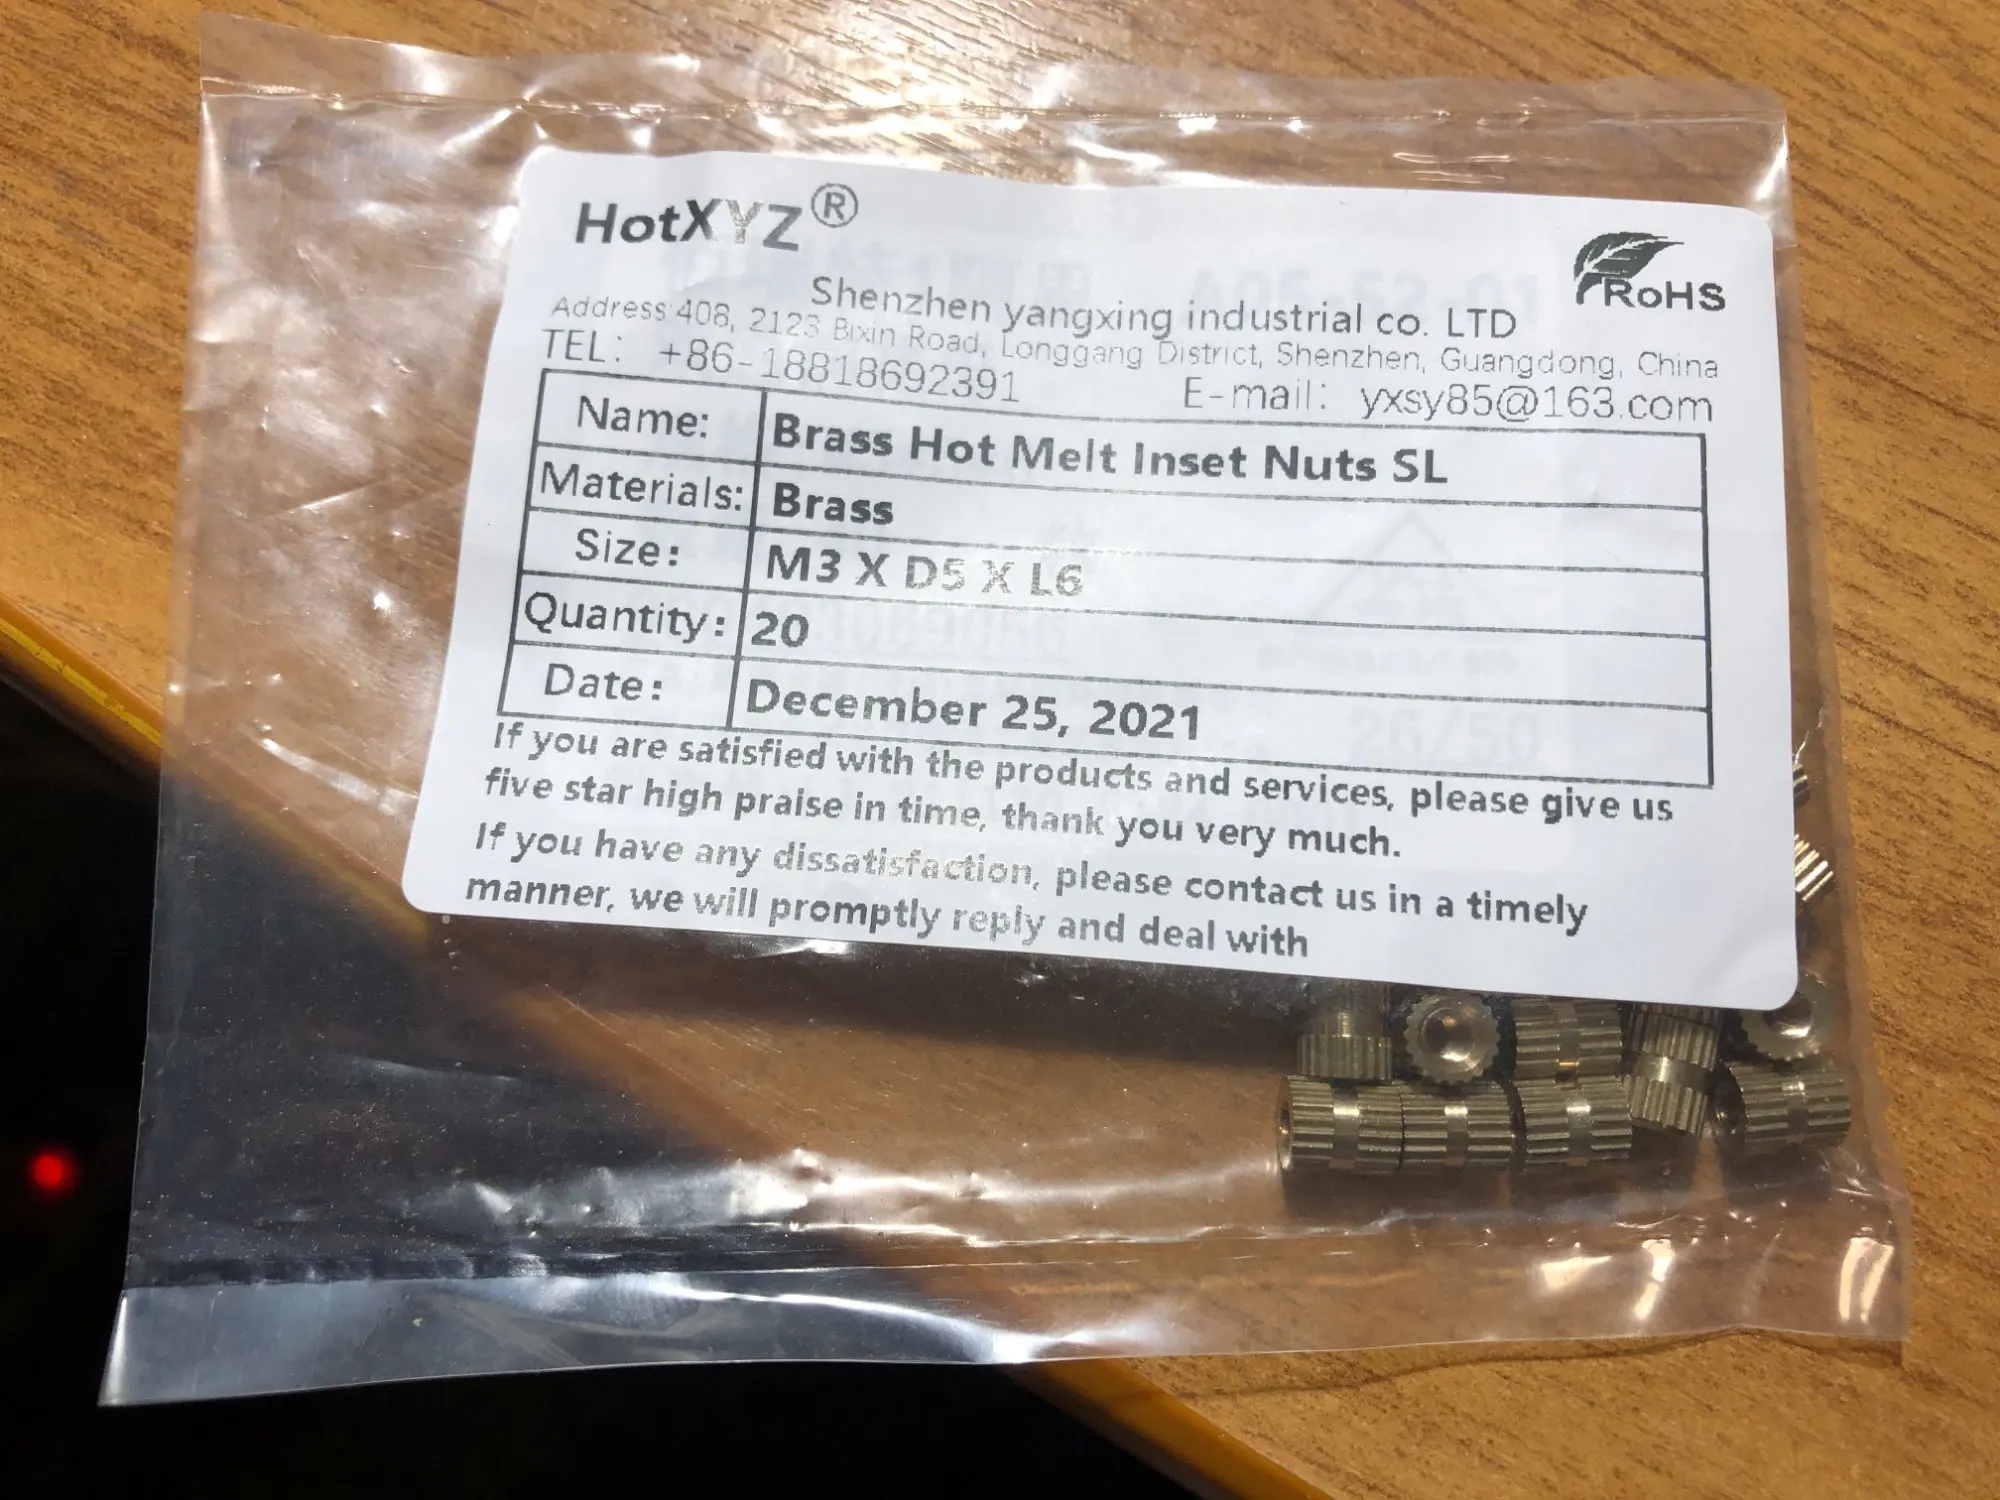 HotXYZ®
RoHS
Shenzhen yangxing industrial co. LTD
Address:408, 2123 Bixin Road, Longgang District, Shenzhen, Guangdong, China
TEL: +86-18818692391 E-mail: yxsy85@163.com
Name: Brass Hot Melt Inset Nuts SL
Materials: Brass
Size: M3 X D5 X L6
Quantity: 20
Date: December 25, 2021
If you are satisfied with the products and services, please give us
five star high praise in time, thank you very much.
If you have any dissatisfaction, please contact us in a timely
manner, we will promptly reply and deal with